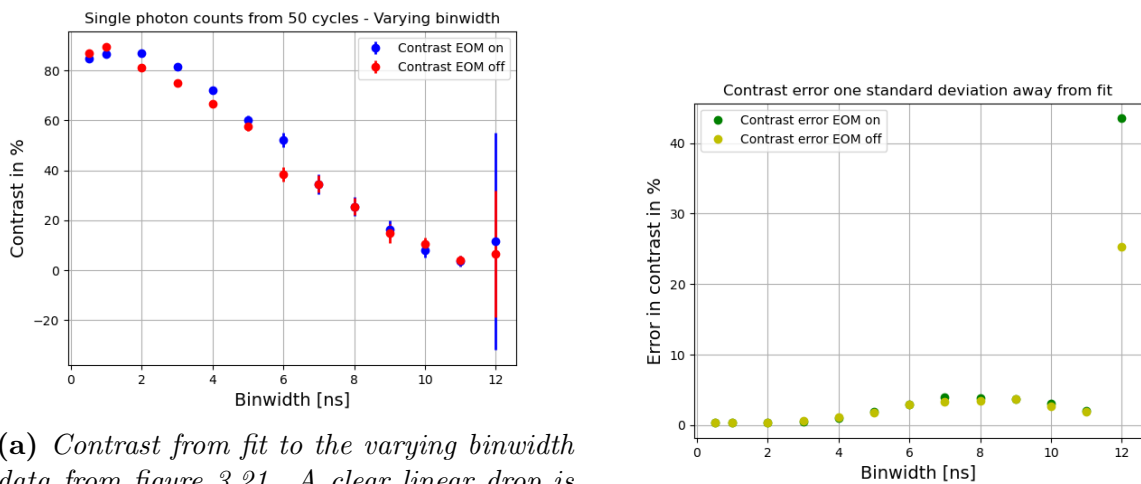 Single photon counts from 50 cycles - Varying binwidth
Contrast EOM on
Contrast EOM off
Contrast in %
80
60
40
20
0
−20
0 2 4 6 8 10 12
Binwidth [ns]
(a) Contrast from fit to the varying binwidth
data from figure 3.21. A clear linear drop is
Contrast error one standard deviation away from fit
Contrast error EOM on
Contrast error EOM off
Error in contrast in %
40
30
20
10
0
0 2 4 6 8 10 12
Binwidth [ns]